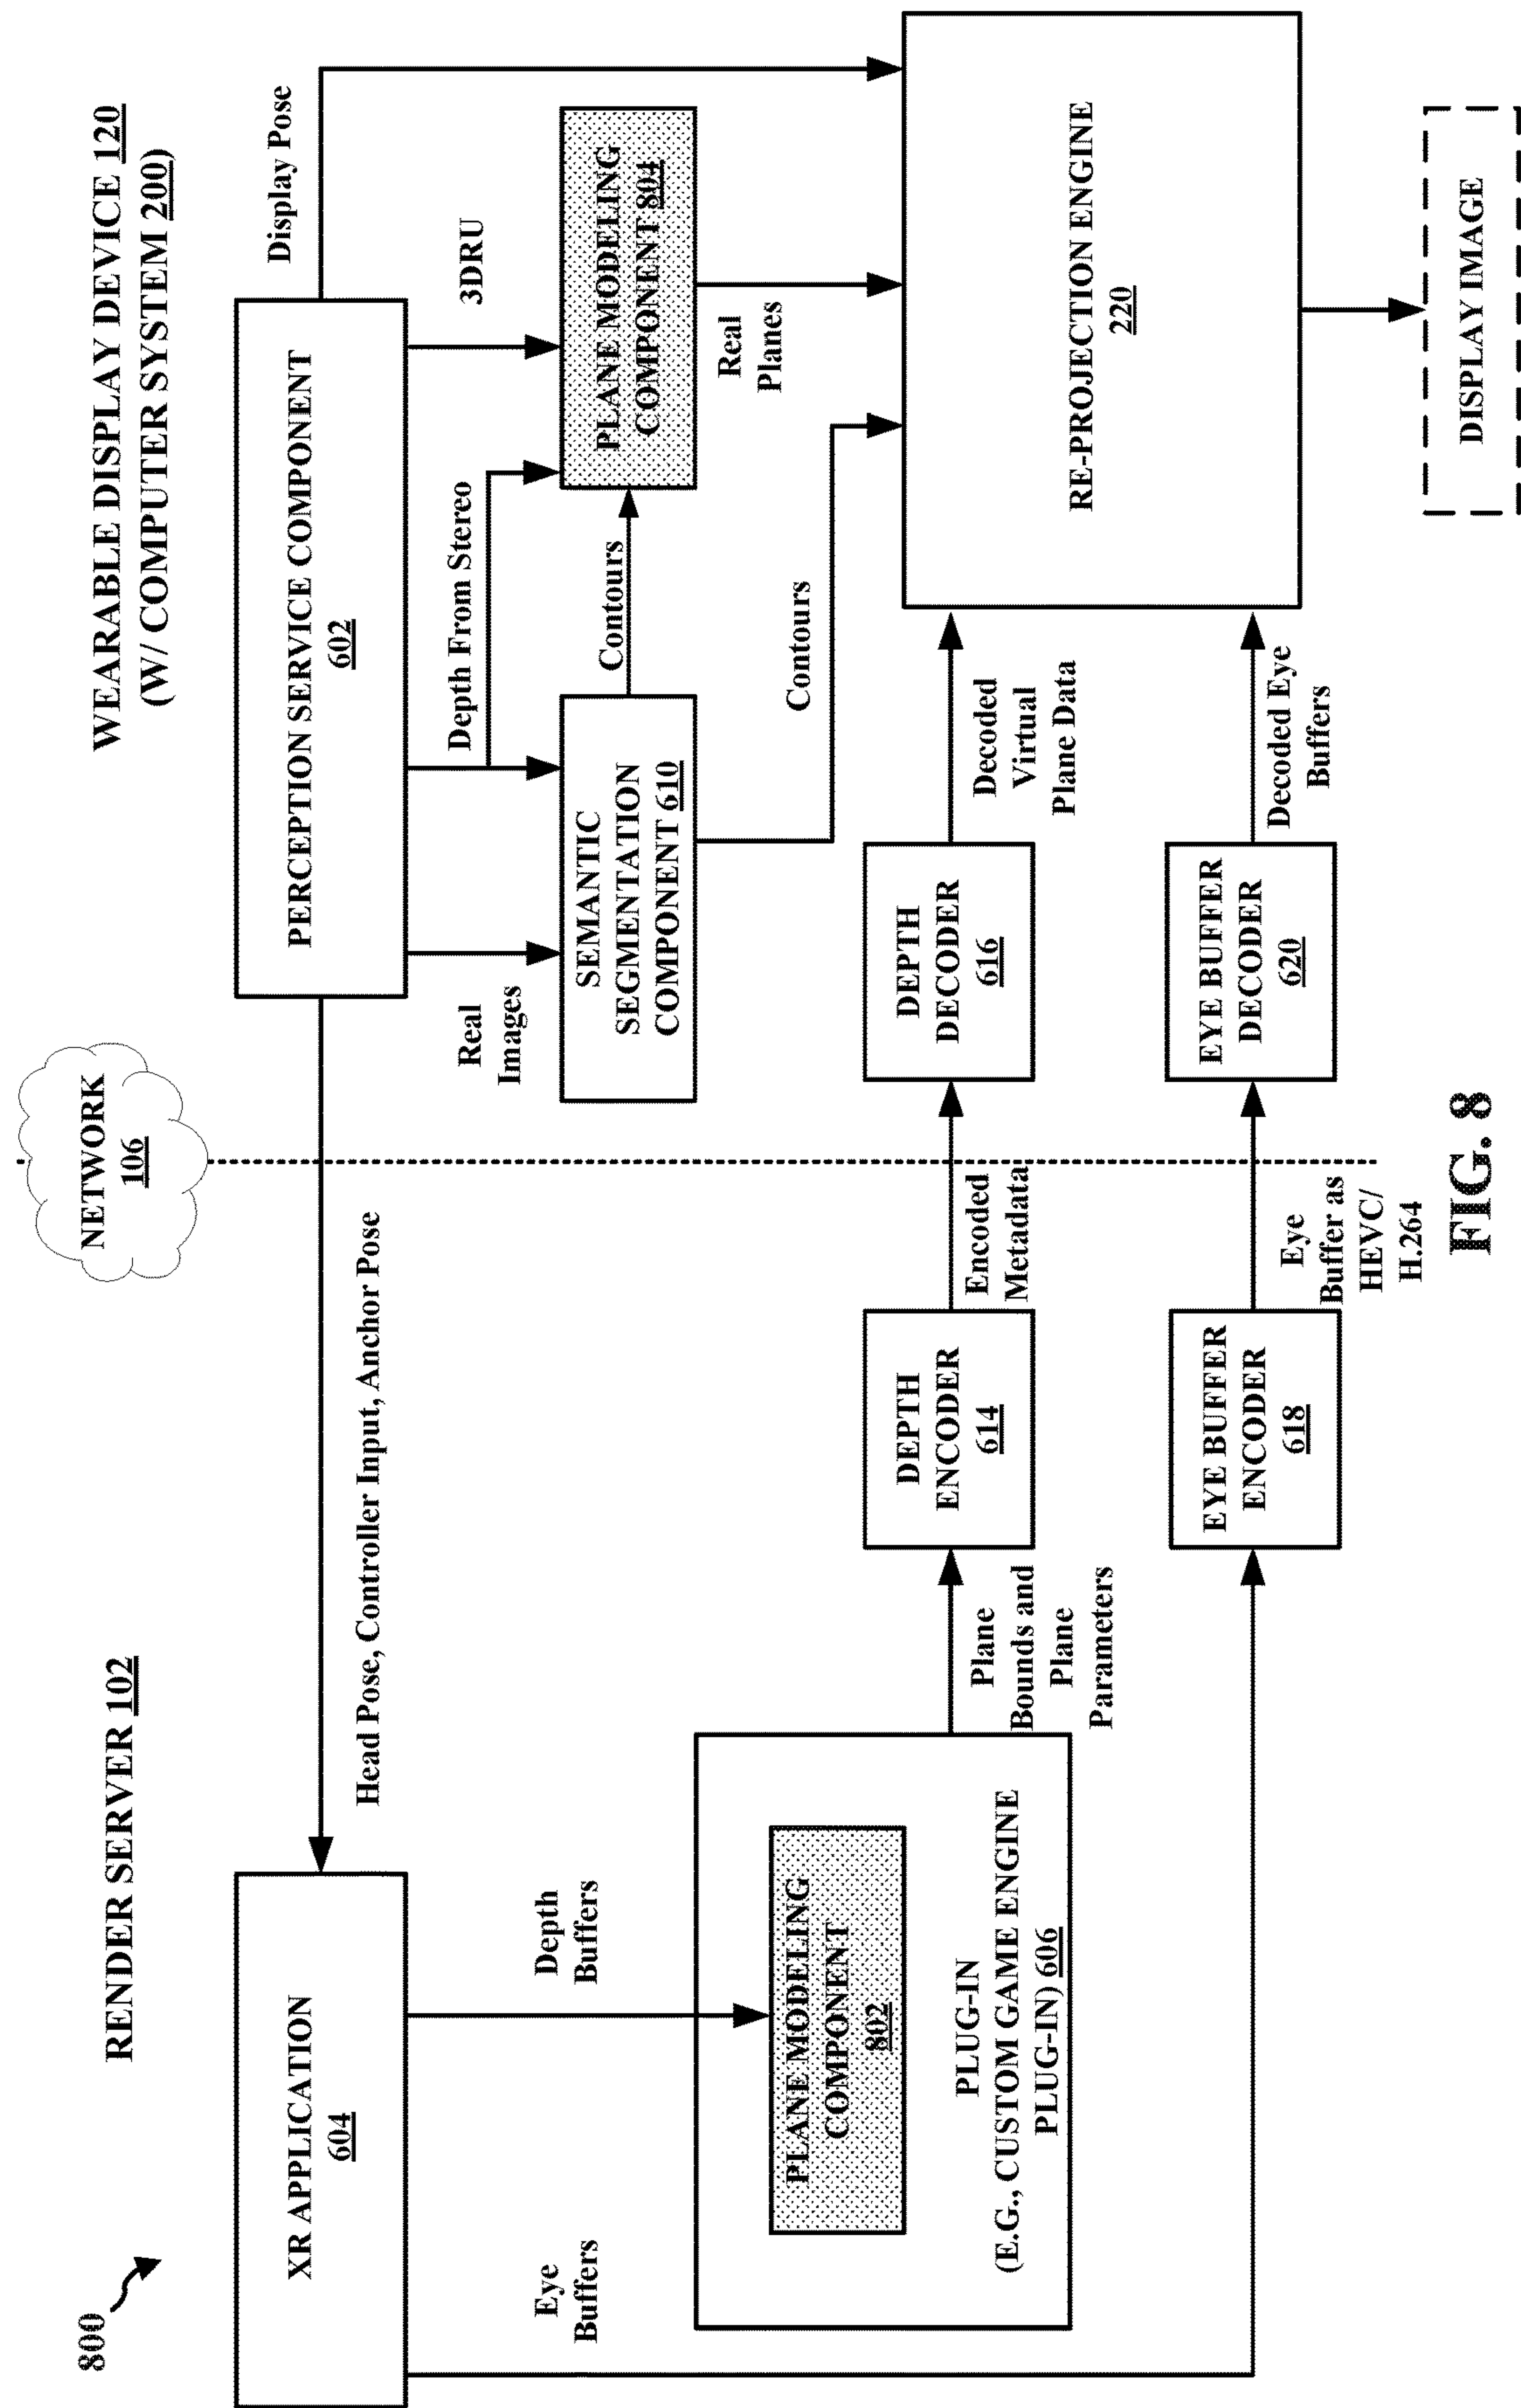 800
RENDER SERVER 102
NETWORK
106
WEARABLE DISPLAY DEVICE 120
(W/ COMPUTER SYSTEM 200)
XR APPLICATION
604
Head Pose, Controller Input, Anchor Pose
PERCEPTION SERVICE COMPONENT
602
Display Pose
Eye
Buffers
Depth
Buffers
Real
Images
Depth From Stereo
3DRU
SEMANTIC
SEGMENTATION
COMPONENT 610
Contours
PLANE MODELING
COMPONENT 804
Contours
Real
Planes
PLANE MODELING
COMPONENT
802
PLUG-IN
(E.G., CUSTOM GAME ENGINE
PLUG-IN) 606
Plane
Bounds and
Plane
Parameters
DEPTH
ENCODER
614
Encoded
Metadata
DEPTH
DECODER
616
Decoded
Virtual
Plane Data
RE-PROJECTION ENGINE
220
EYE BUFFER
ENCODER
618
Eye
Buffer as
HEVC/
H.264
EYE BUFFER
DECODER
620
Decoded Eye
Buffers
DISPLAY IMAGE
FIG. 8